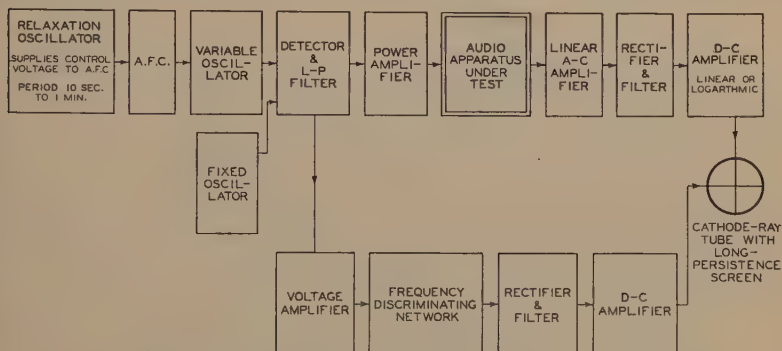 RELAXATION
OSCILLATOR
SUPPLIES CONTROL
VOLTAGE TO A.F.C
PERIOD 10 SEC.
TO 1 MIN.
A.F.C.
VARIABLE
OSCIL-
LATOR
DETECTOR
&
L-P
FILTER
POWER
AMPLI-
FIER
AUDIO
APPARATUS
UNDER
TEST
LINEAR
A-C
AMPLI-
FIER
RECTI-
FIER
&
FILTER
D-C
AMPLIFIER
LINEAR OR
LOGARITHMIC
FIXED
OSCIL-
LATOR
CATHODE-RAY
TUBE WITH
LONG-
PERSISTENCE
SCREEN
VOLTAGE
AMPLIFIER
FREQUENCY
DISCRIMINATING
NETWORK
RECTIFIER
&
FILTER
D-C
AMPLIFIER